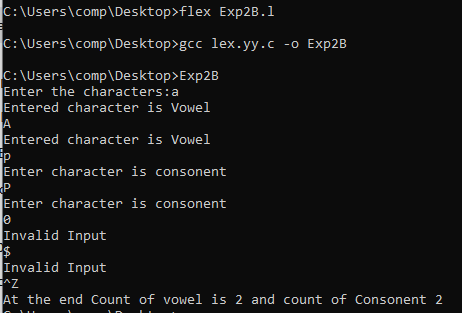 C:\Users\comp\Desktop>flex Exp2B.l
C:\Users\comp\Desktop>gcc lex.yy.c -o Exp2B
C:\Users\comp\Desktop>Exp2B
Enter the characters:a
Entered character is Vowel
A
Entered character is Vowel
p
Enter character is consonent
P
Enter character is consonent
0
Invalid Input
$
Invalid Input
^Z
At the end Count of vowel is 2 and count of Consonent 2